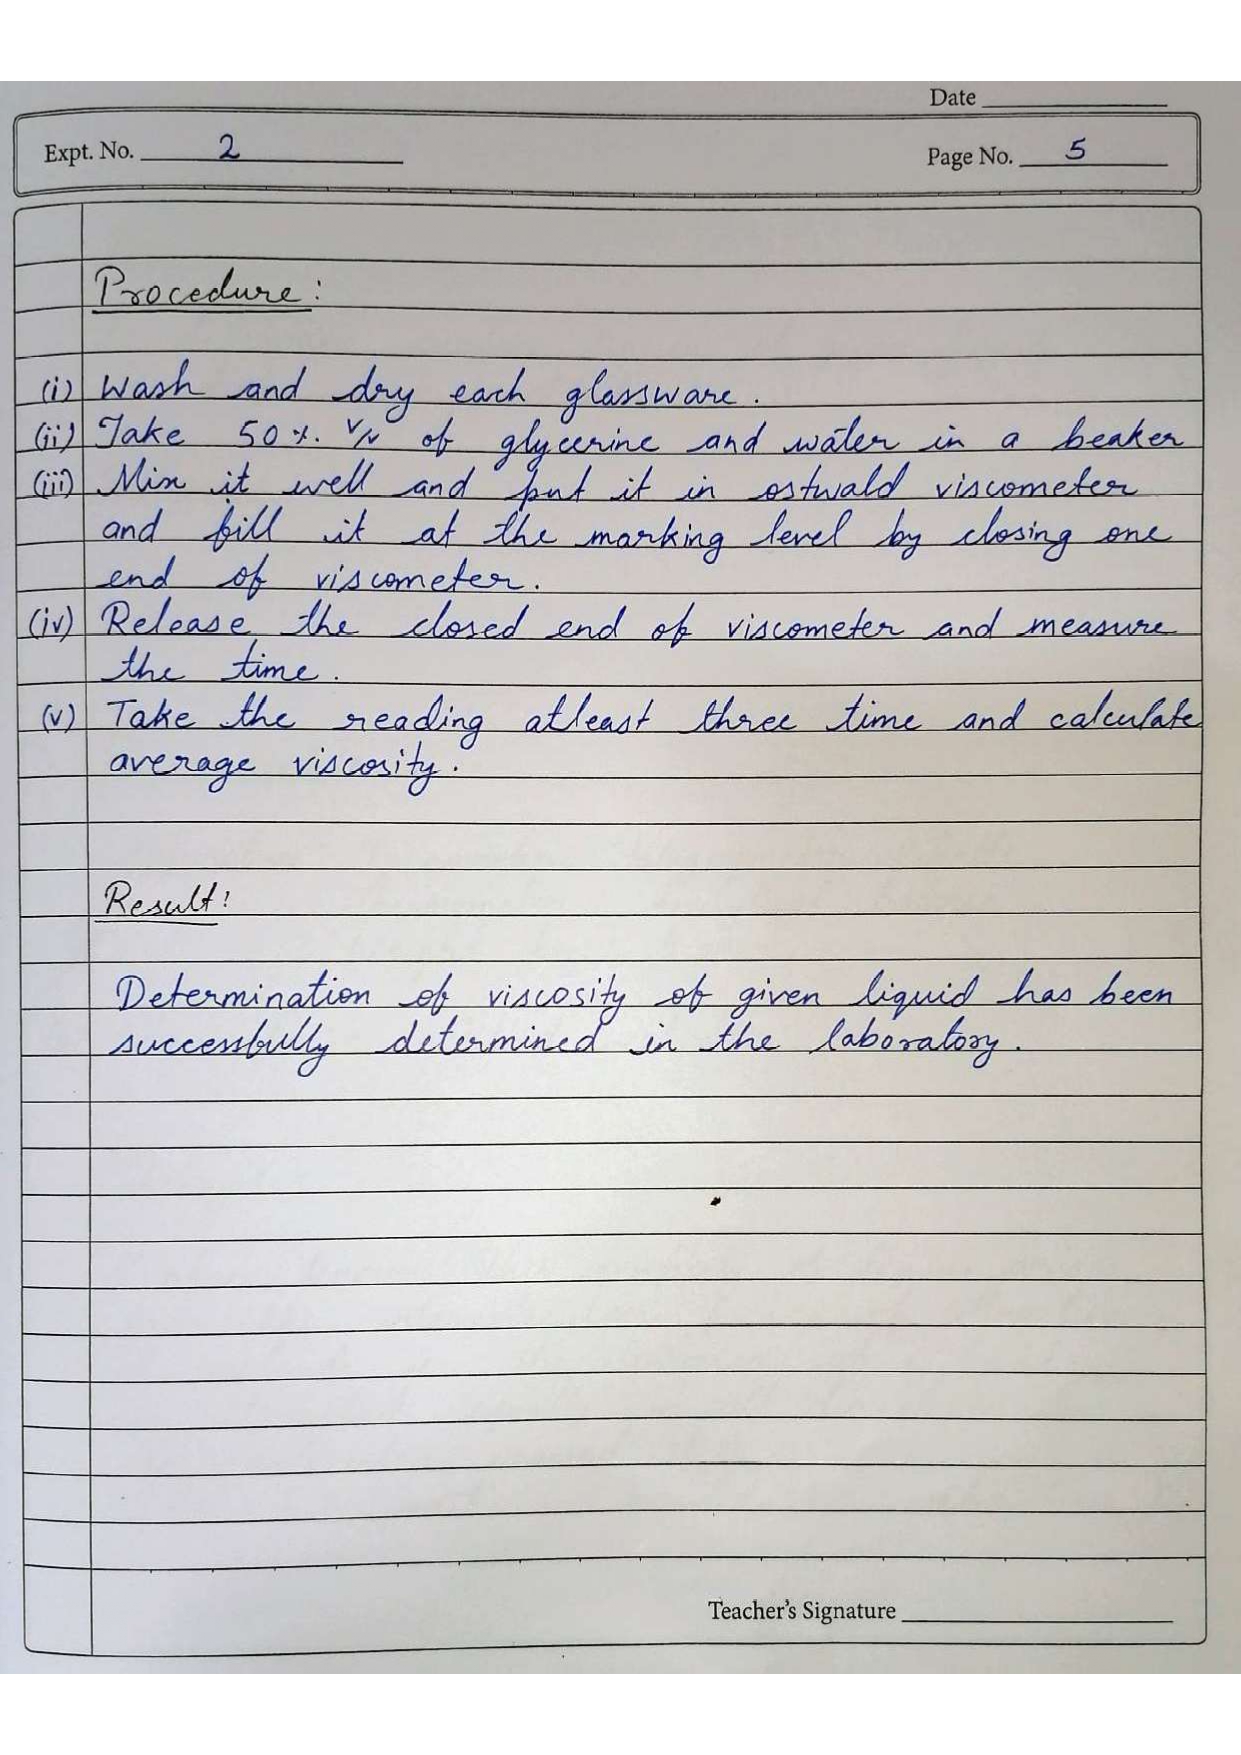 Date
Expt. No. 2
Page No. 5
Procedure :
(i) Wash and dry each glassware.
(ii) Take 50 %. V/V of glycerine and water in a beaker
(iii) Mix it well and put it in ostwald viscometer
and fill it at the marking level by closing one
end of viscometer.
(iv) Release the closed end of viscometer and measure
the time.
(v) Take the reading atleast three time and calculate
average viscosity.
Result :
Determination of viscosity of given liquid has been
successfully determined in the laboratory.
Teacher's Signature